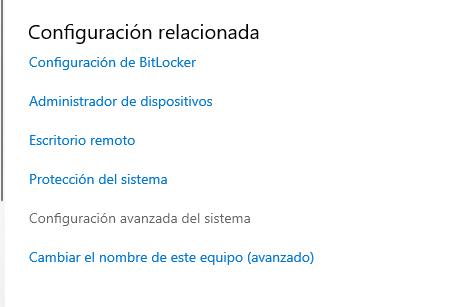 Configuración relacionada
Configuración de BitLocker
Administrador de dispositivos
Escritorio remoto
Protección del sistema
Configuración avanzada del sistema
Cambiar el nombre de este equipo (avanzado)